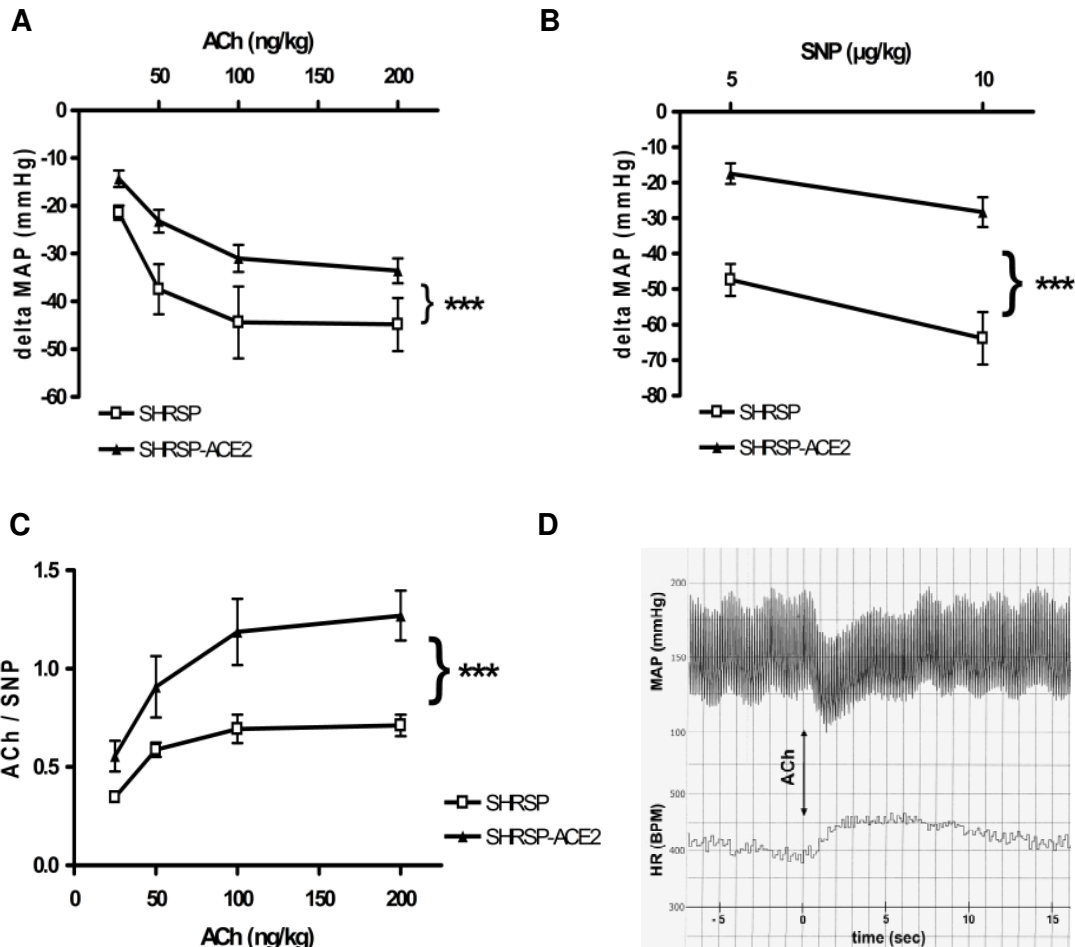 A
ACh (ng/kg)
50 100 150 200
0
-10
-20
-30
-40
-50
-60
delta MAP (mmHg)
***
SHRSP
SHRSP-ACE2
B
SNP (µg/kg)
5 10
0
-10
-20
-30
-40
-50
-60
-70
-80
delta MAP (mmHg)
***
SHRSP
SHRSP-ACE2
C
1.5
1.0
0.5
0.0
ACh / SNP
***
SHRSP
SHRSP-ACE2
0 50 100 150 200
ACh (ng/kg)
D
200
150
100
MAP (mmHg)
ACh
500
400
300
HR (BPM)
-5 0 5 10 15
time (sec)